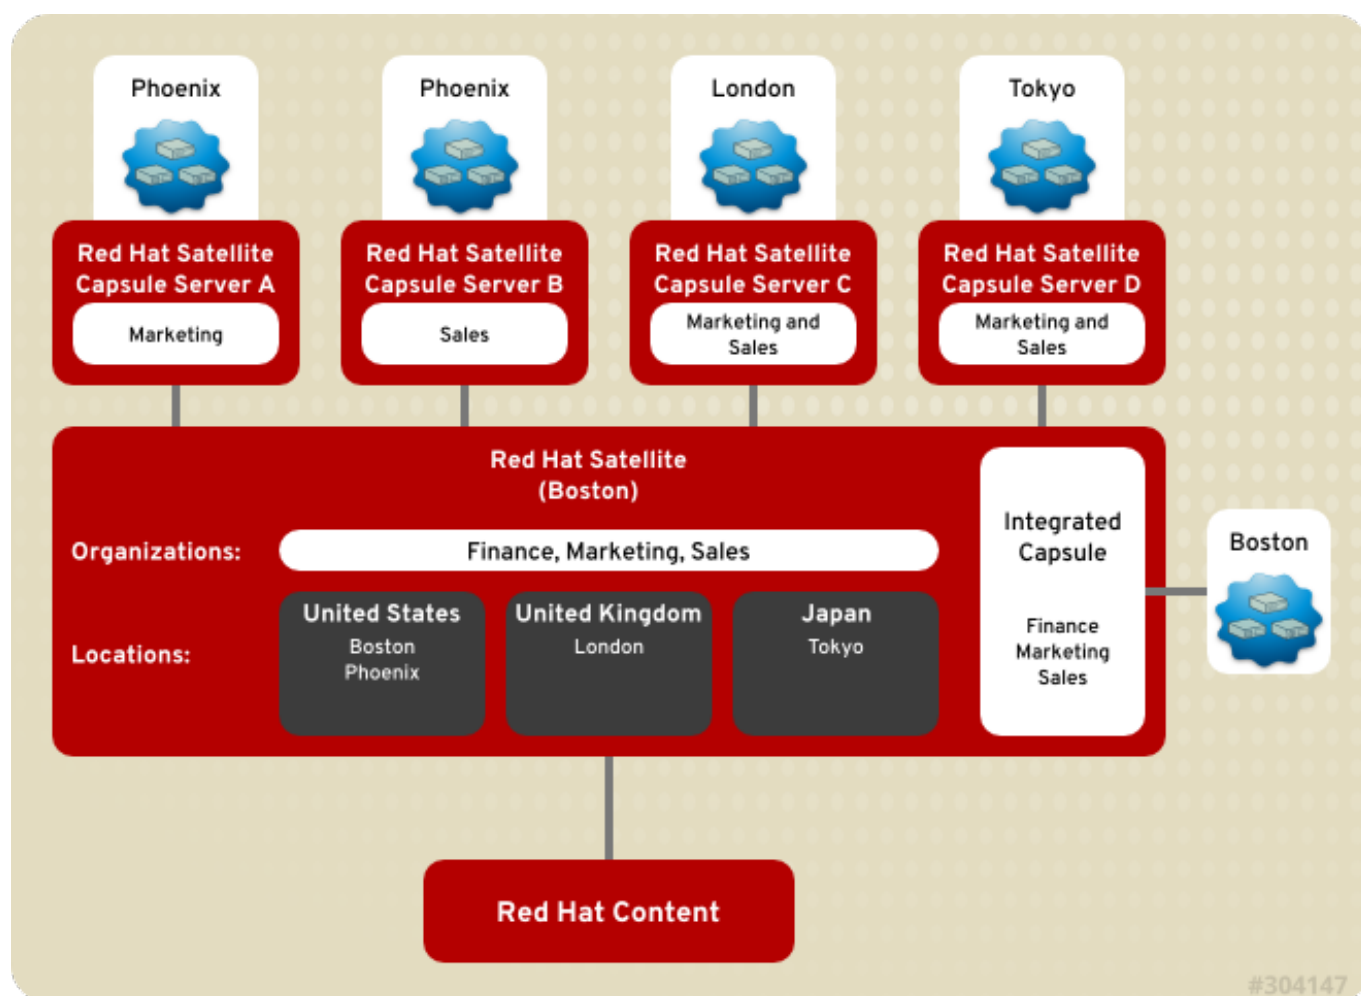 Phoenix
Phoenix
London
Tokyo
Red Hat Satellite
Capsule Server A
Marketing
Red Hat Satellite
Capsule Server B
Sales
Red Hat Satellite
Capsule Server C
Marketing and
Sales
Red Hat Satellite
Capsule Server D
Marketing and
Sales
Red Hat Satellite
(Boston)
Organizations:
Finance, Marketing, Sales
Locations:
United States
Boston
Phoenix
United Kingdom
London
Japan
Tokyo
Integrated
Capsule
Finance
Marketing
Sales
Boston
Red Hat Content
#304147